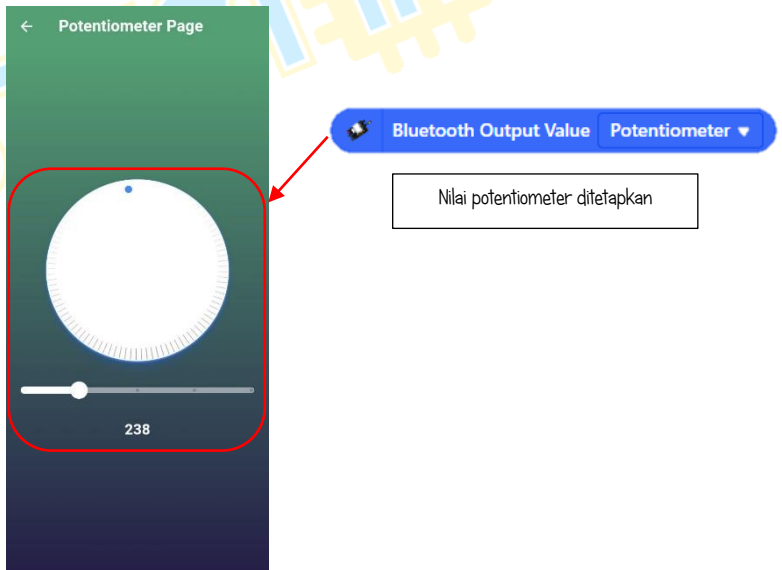 Potentiometer Page
Bluetooth Output Value Potentiometer
Nilai potentiometer ditetapkan
238